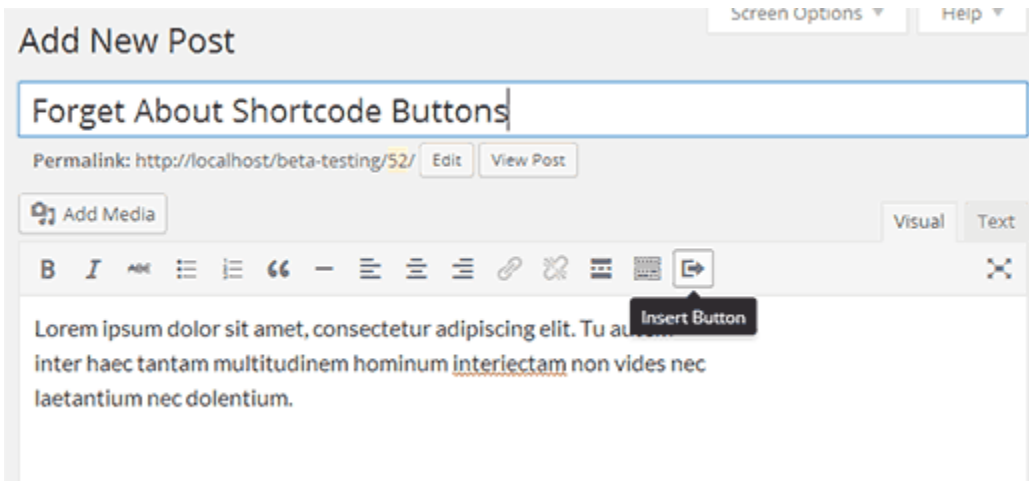 Screen Options Help
Add New Post
Forget About Shortcode Buttons
Permalink: http://localhost/beta-testing/52/ Edit View Post
Add Media
Visual Text
B I ABC
Insert Button
Lorem ipsum dolor sit amet, consectetur adipiscing elit. Tu
inter haec tantam multitudinem hominum interiectam non vides nec
laetantium nec dolentium.